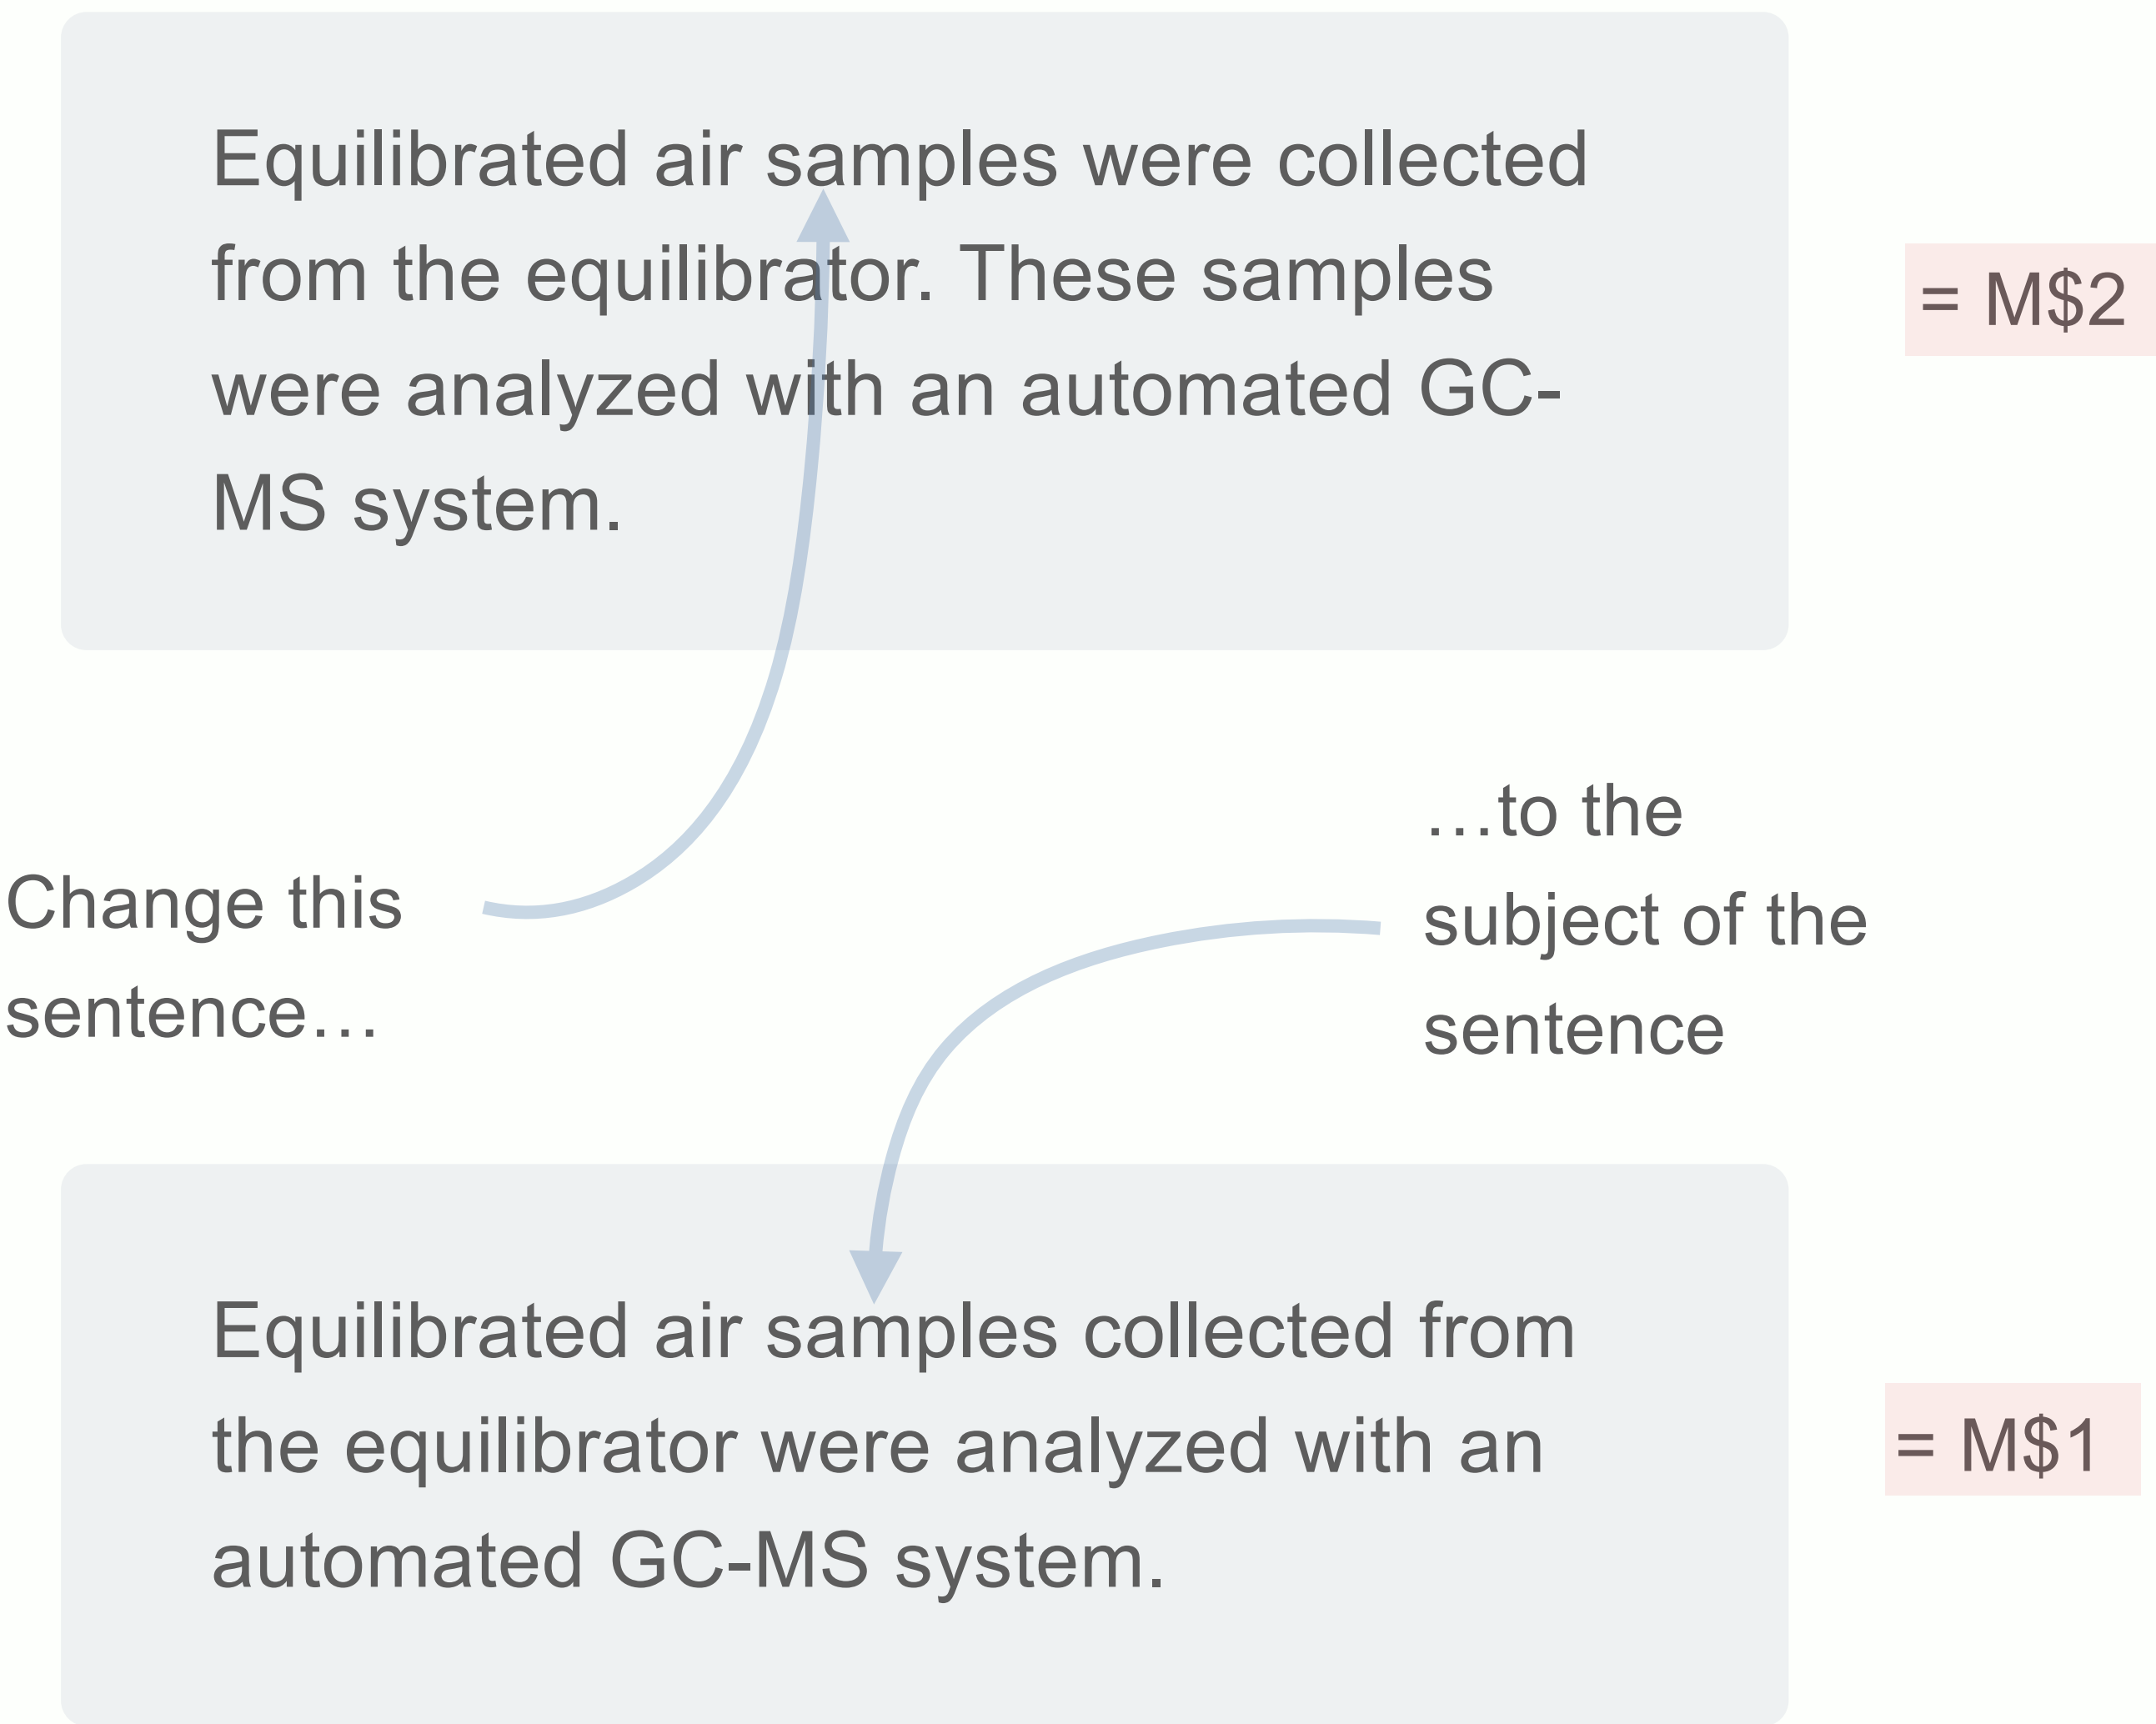 Equilibrated air samples were collected
from the equilibrator. These samples
were analyzed with an automated GC-
MS system.
= M$2
Change this
sentence…
…to the
subject of the
sentence
Equilibrated air samples collected from
the equilibrator were analyzed with an
automated GC-MS system.
= M$1